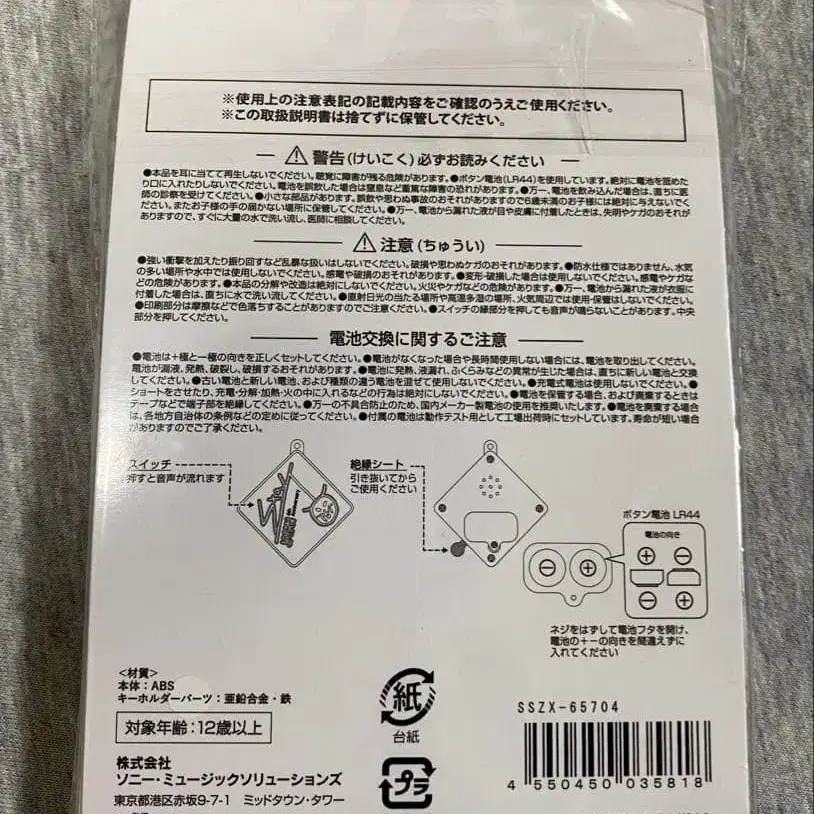 ※使用上の注意表記の記載内容をご確認のうえご使用ください。
※この取扱説明書は捨てずに保管してください。
警告(けいこく)必ずお読みください
●本品を耳に当てて再生しないでください。聴覚に障害が残る危険があります。●ボタン電池(LR44)を使用しています。絶対に電池を舐めた
り口に入れたりしないでください。電池を誤飲した場合は窒息など重篤な障害の恐れがあります。●万一、電池を飲み込んだ場合は、直ちに医
師の診察を受けてください。●小さな部品があります。誤飲や思わぬ事故のおそれがありますので6歳未満のお子様には絶対に与えないでく
ださい。またお子様の手の届かない場所に保管してください。●万一、電池から漏れた液が目や皮膚に付着したときは、失明やケガのおそれが
ありますので、すぐに大量の水で洗い流し、医師に相談してください。
注意(ちゅうい)
●強い衝撃を加えたり振り回すなど乱暴な扱いはしないでください。破損や思わぬケガのおそれがあります。●防水仕様ではありません、水気
の多い場所や水中では使用しないでください。感電や破損のおそれがあります。●変形・破損した場合は使用しないでください。感電やケガな
どの危険があります。●本品の分解や改造は絶対にしないでください。火災やケガなどの危険があります。●万一、電池から漏れた液が衣服に
付着した場合は、直ちに水で洗い流してください。●直射日光の当たる場所や高温多湿の場所、火気周辺では使用・保管はしないでください。
●印刷部分は摩擦などで色落ちすることがありますのでご注意ください。●スイッチの縁部分を押しても音声が鳴らないことがあります。中央
部分を押してください。
電池交換に関するご注意
●電池は+極と−極の向きを正しくセットしてください。●電池がなくなった場合や長時間使用しない場合には、電池を取り出してください。
電池が漏液、発熱、破裂し、破損するおそれがあります。●電池に発熱、液漏れ、ふくらみなどの異常が生じた場合は、直ちに新しい電池と交換
してください。●古い電池と新しい電池、および種類の違う電池を混ぜて使用しないでください。●充電式電池は使用しないでください。●
ショートをさせたり、充電・分解・加熱・火の中に入れるなどの行為は絶対にしないでください。●電池を保管する場合、および廃棄するときは
テープなどで端子部を絶縁してください。●万一の不具合防止のため、国内メーカー製電池の使用を推奨いたします。●電池を廃棄する場合
は、各地方自治体の条例などの定めに従ってください。●付属の電池は動作テスト用として工場出荷時にセットしています。寿命が短い場合
がありますのでご了承ください。
スイッチ
押すと音声が流れます
絶縁シート
引き抜いてから
ご使用ください
ボタン電池 LR44
電池の向き
ネジをはずして電池フタを開け、
電池の+−の向きを間違えずに
入れてください
<材質>
本体:ABS
キーホルダーパーツ:亜鉛合金・鉄
対象年齢:12歳以上
株式会社
ソニー・ミュージックソリューションズ
東京都港区赤坂9-7-1 ミッドタウン・タワー
紙
台紙
プラ
SSZX-65704
4 550450 035818